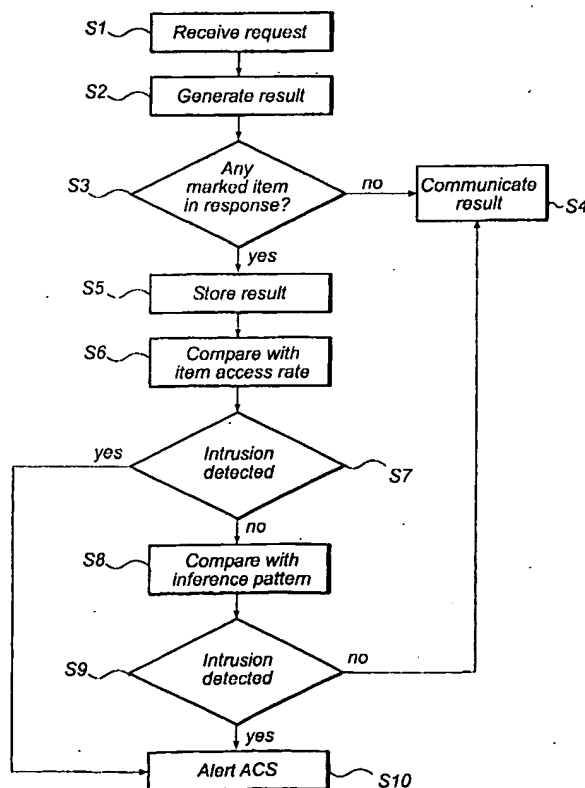 S1
Receive request
S2
Generate result
S3
Any
marked item
in response?
no
Communicate
result
S4
yes
S5
Store result
S6
Compare with
item access rate
yes
Intrusion
detected
S7
no
S8
Compare with
inference pattern
S9
Intrusion
detected
no
yes
Alert ACS
S10